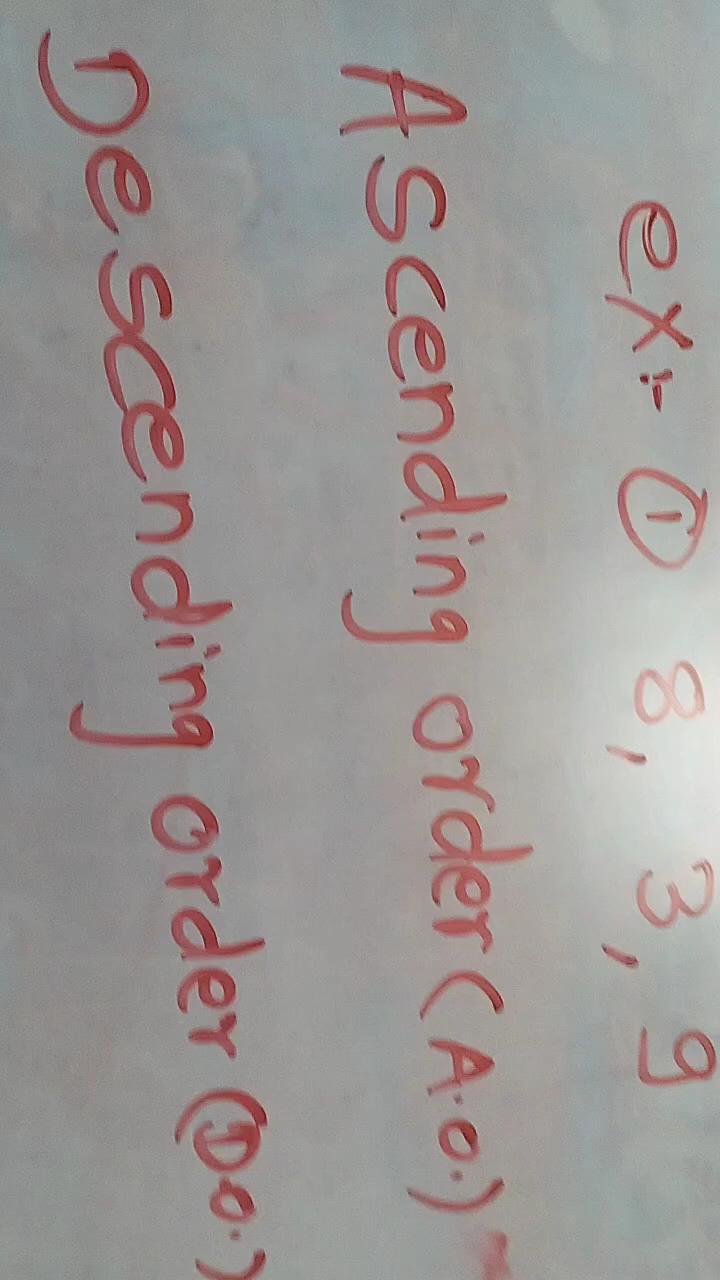 ex:- ① 8, 3, 9
Ascending order (A.O.)
Descending order (D.O.)